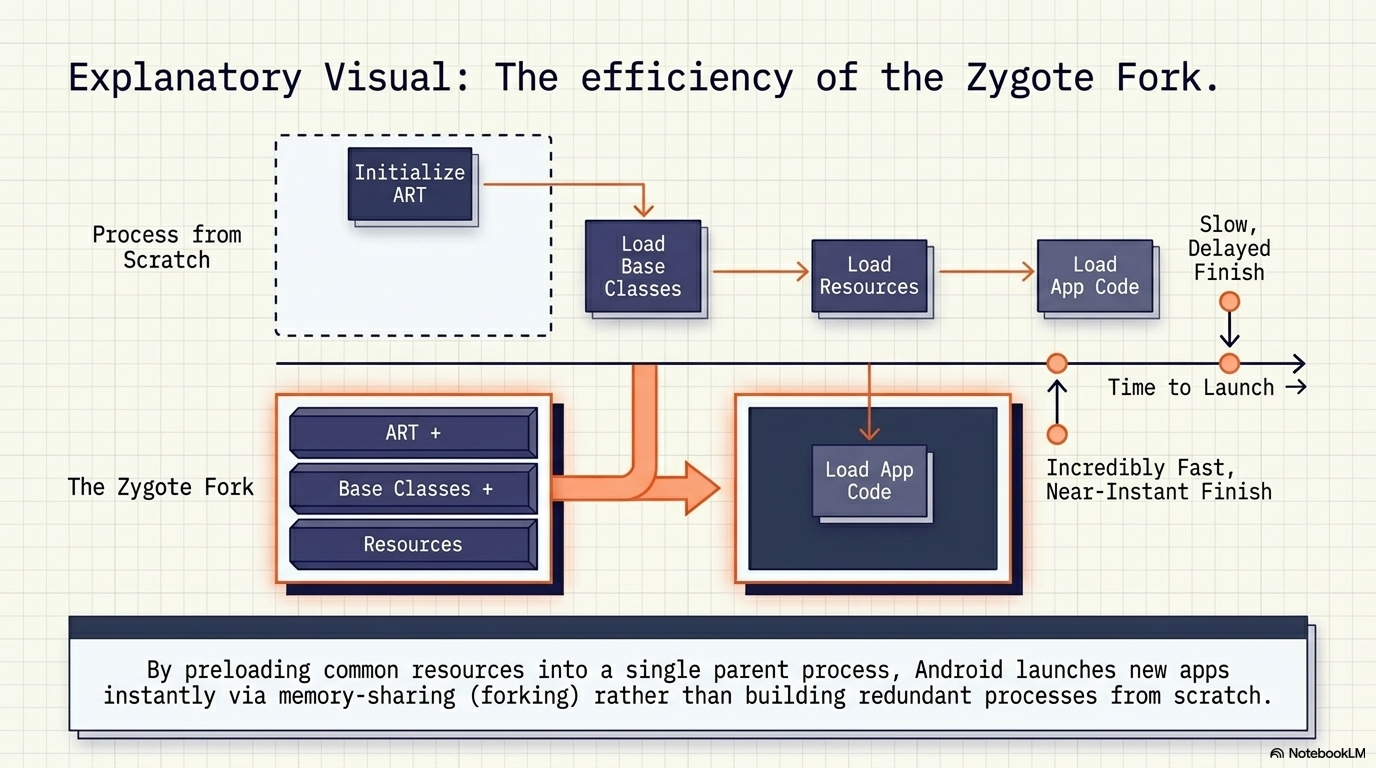 Explanatory Visual: The efficiency of the Zygote Fork.
Process from
Scratch
Initialize
ART
Load
Base
Classes
Load
Resources
Load
App Code
Slow,
Delayed
Finish
Time to Launch →
The Zygote Fork
ART +
Base Classes +
Resources
Load App
Code
Incredibly Fast,
Near-Instant Finish
By preloading common resources into a single parent process, Android launches new apps
instantly via memory-sharing (forking) rather than building redundant processes from scratch.
NotebookLM